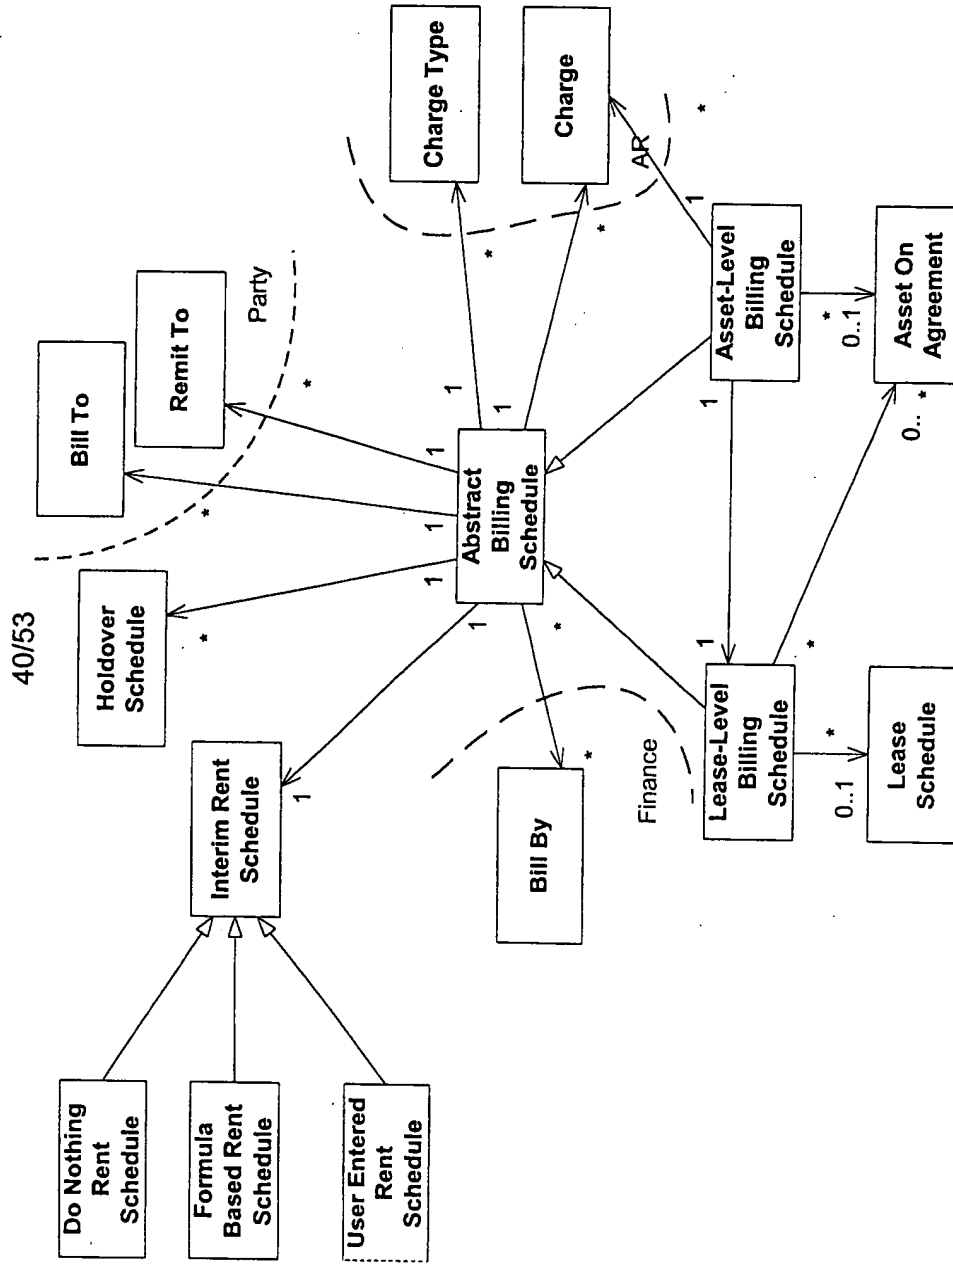 40/53
Do Nothing
Rent
Schedule
Formula
Based Rent
Schedule
User Entered
Rent
Schedule
Interim Rent
Schedule
1
Holdover
Schedule
*
Bill To
*
Remit To
*
Party
Charge Type
*
Charge
*
AR
*
Abstract
Billing
Schedule
1
1
1
1
1
1
*
Bill By
*
Finance
Lease-Level
Billing
Schedule
1
*
*
0..1
Lease
Schedule
Asset-Level
Billing
Schedule
1
1
*
0..1
0..
*
Asset On
Agreement